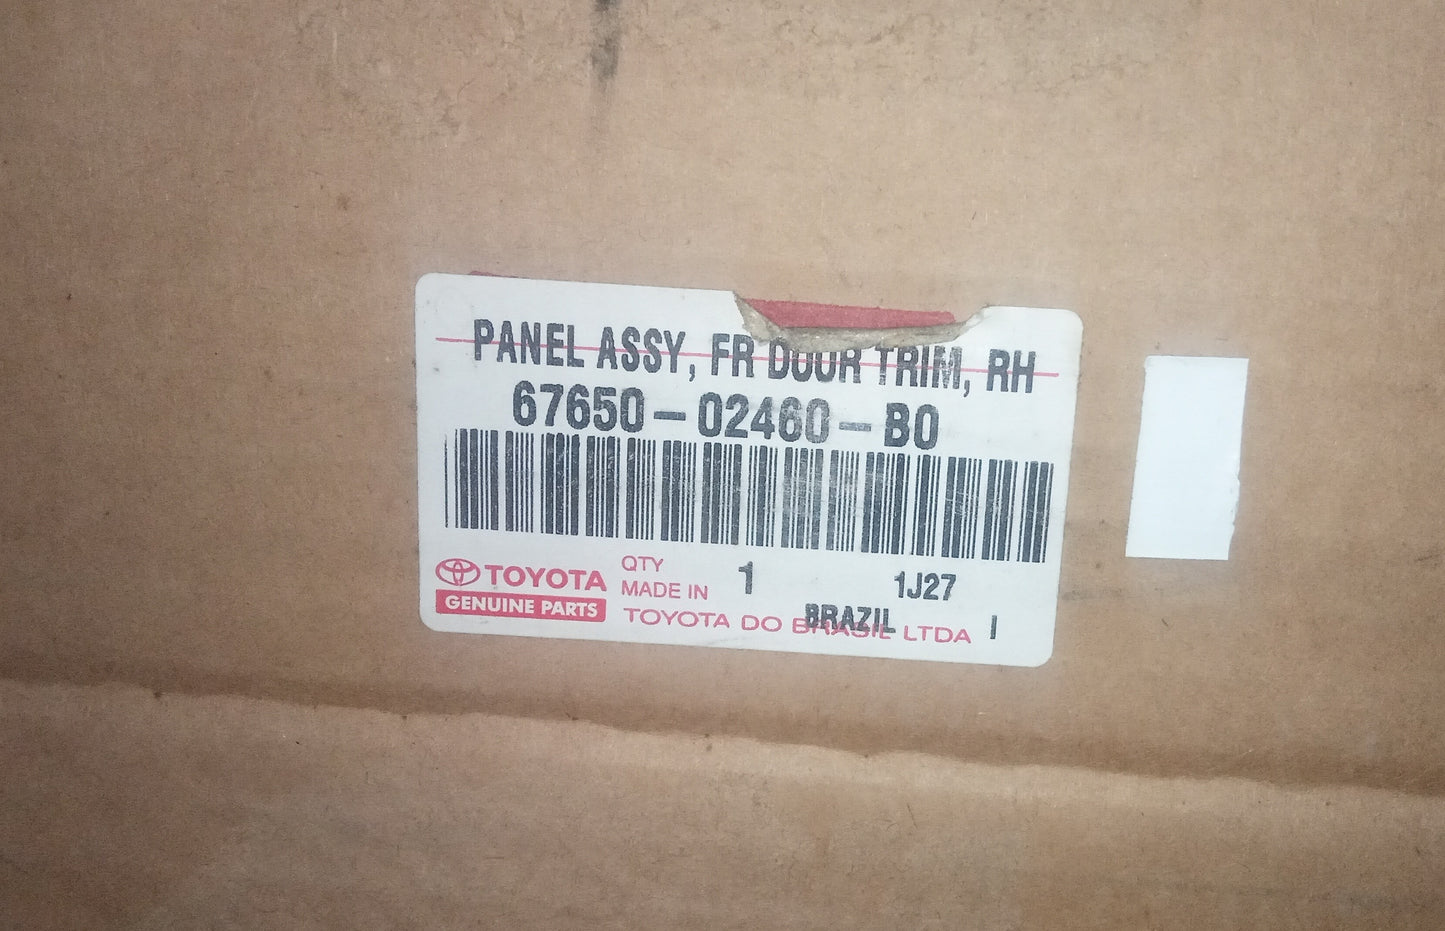 PANEL ASSY, FR DOOR TRIM, RH
67650-02460-B0
TOYOTA
GENUINE PARTS
QTY 1 1J27
MADE IN BRAZIL I
TOYOTA DO BRASIL LTDA